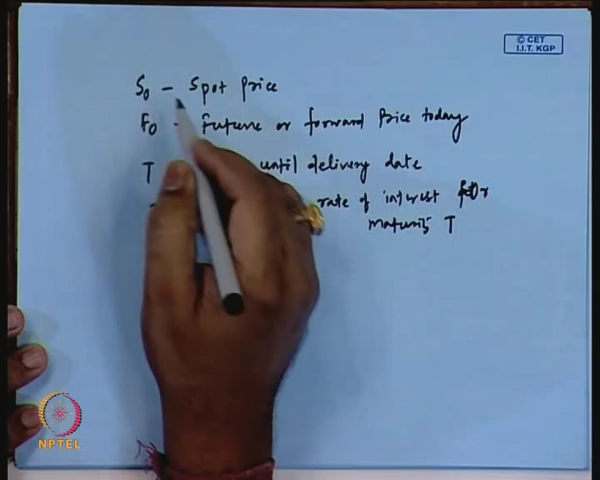 © CET
I.I.T. KGP
S₀ - Spot Price
F₀ - Future or forward Price today
T until delivery date
rate of interest for
maturity T
NPTEL